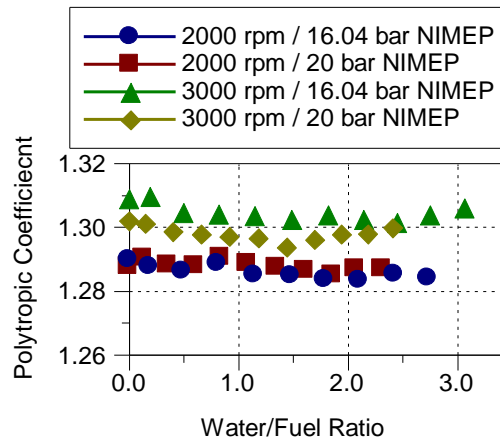 2000 rpm / 16.04 bar NIMEP
2000 rpm / 20 bar NIMEP
3000 rpm / 16.04 bar NIMEP
3000 rpm / 20 bar NIMEP
Polytropic Coefficiecnt
1.32
1.30
1.28
1.26
0.0 1.0 2.0 3.0
Water/Fuel Ratio